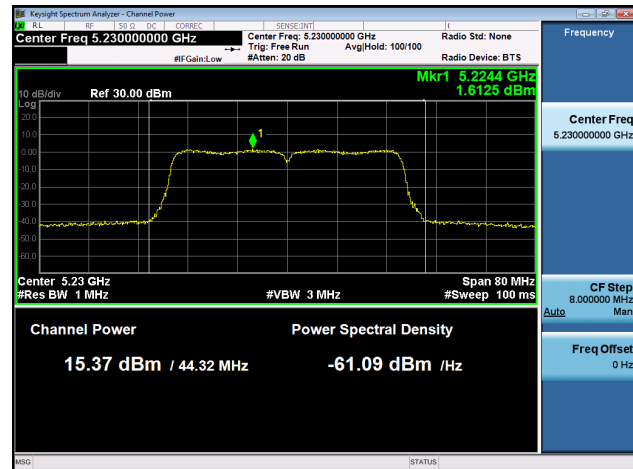 Keysight Spectrum Analyzer - Channel Power
RL RF 50 Ω DC CORREC SENSE:INT
Center Freq 5.230000000 GHz
Center Freq: 5.230000000 GHz
Radio Std: None
Trig: Free Run Avg|Hold: 100/100
#IFGain:Low #Atten: 20 dB
Radio Device: BTS
Mkr1 5.2244 GHz
1.6125 dBm
10 dB/div Ref 30.00 dBm
Log
20.0
10.0
0.00
-10.0
-20.0
-30.0
-40.0
-50.0
-60.0
1
Center 5.23 GHz Span 80 MHz
#Res BW 1 MHz #VBW 3 MHz #Sweep 100 ms
Channel Power
Power Spectral Density
15.37 dBm / 44.32 MHz
-61.09 dBm /Hz
MSG STATUS
Frequency
Center Freq
5.230000000 GHz
CF Step
8.000000 MHz
Auto Man
Freq Offset
0 Hz